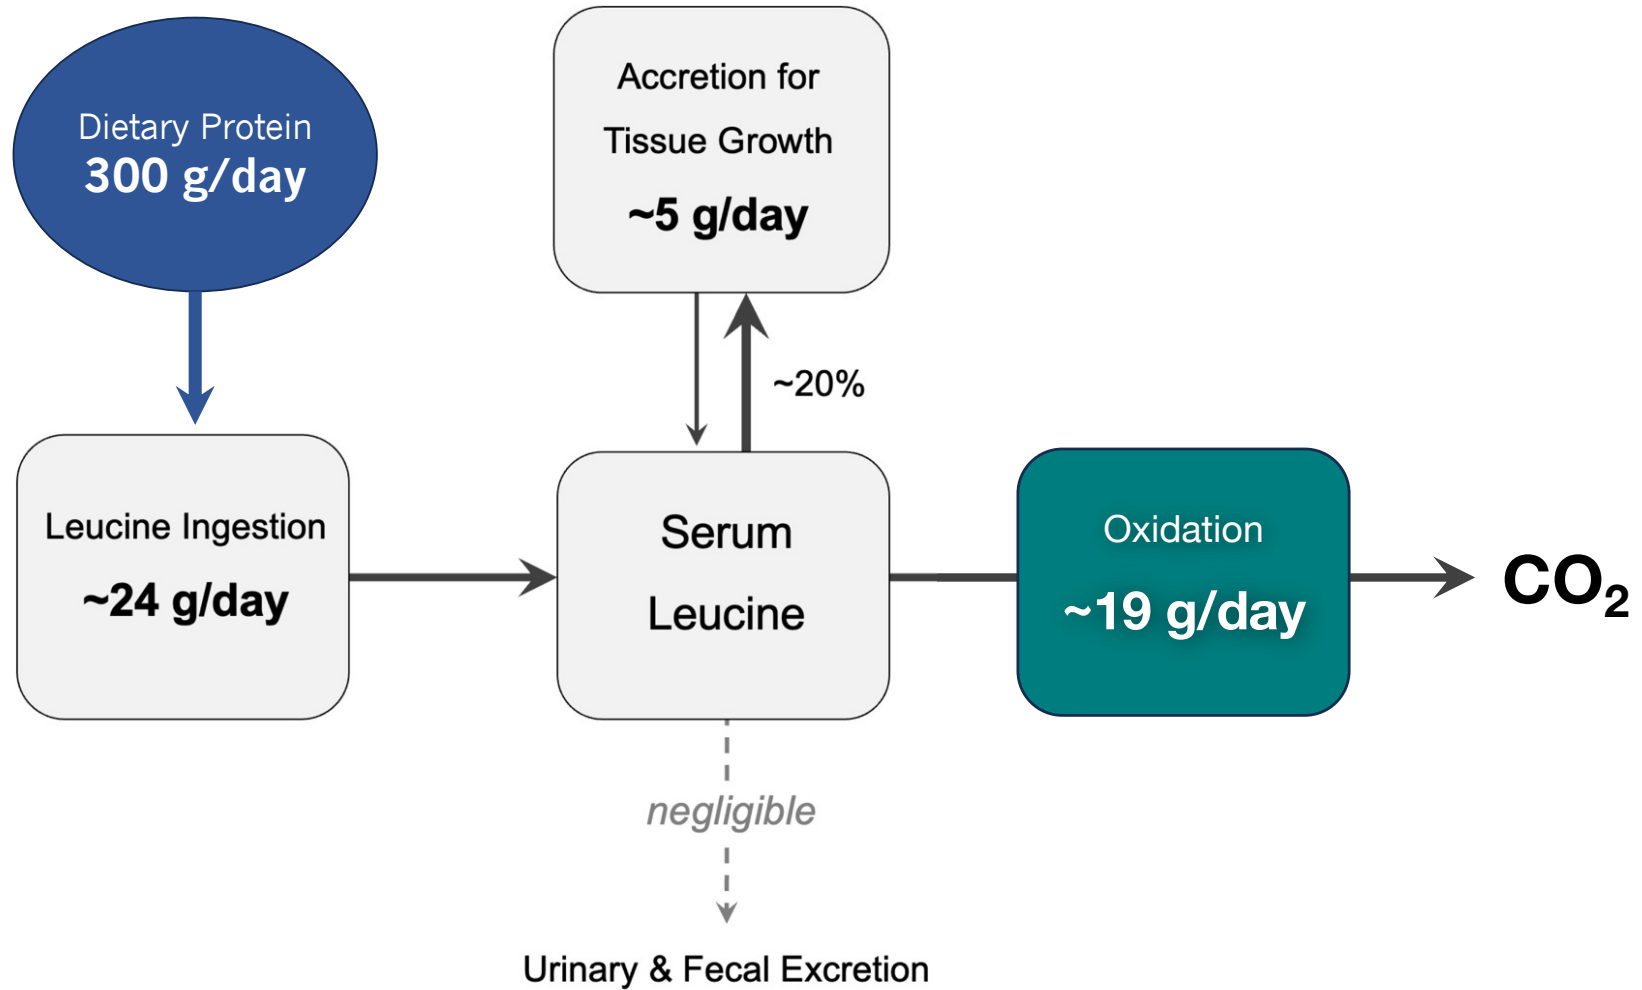 Dietary Protein
300 g/day
Accretion for
Tissue Growth
~5 g/day
~20%
Leucine Ingestion
~24 g/day
Serum
Leucine
Oxidation
~19 g/day
CO₂
negligible
Urinary & Fecal Excretion